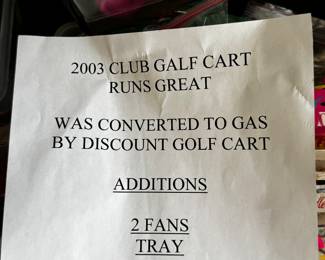 2003 CLUB GALF CART
RUNS GREAT
WAS CONVERTED TO GAS
BY DISCOUNT GOLF CART
ADDITIONS
2 FANS
TRAY